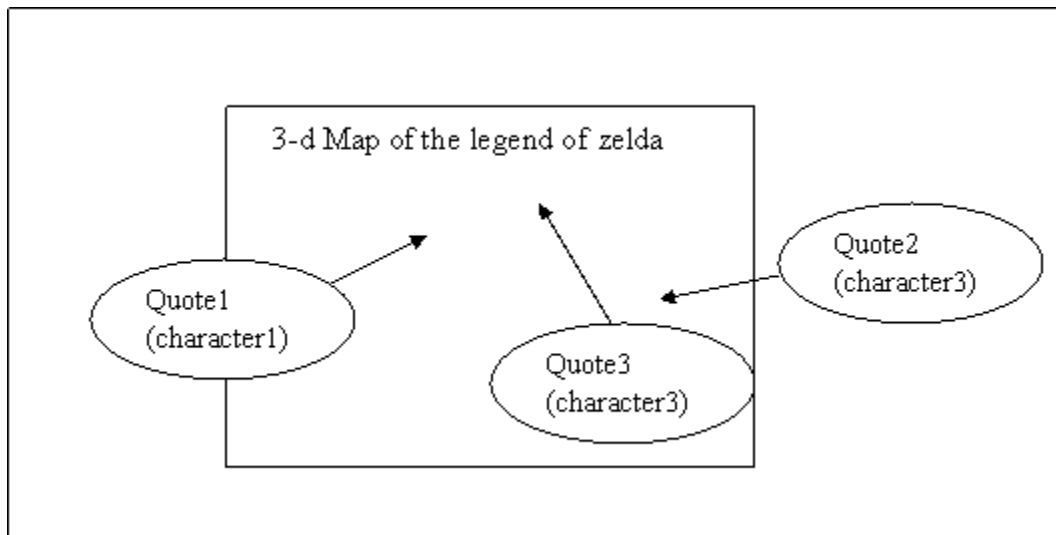 3-d Map of the legend of zelda
Quote1
(character1)
Quote2
(character3)
Quote3
(character3)